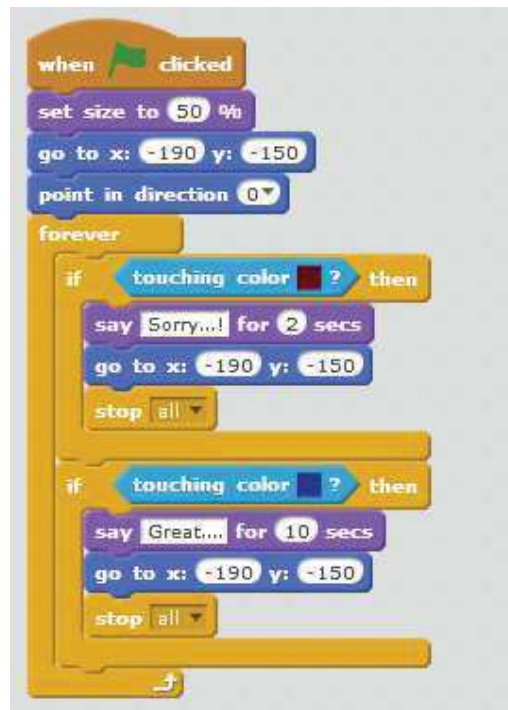 when clicked
set size to 50 %
go to x: -190 y: -150
point in direction 0
forever
if touching color ? then
say Sorry...! for 2 secs
go to x: -190 y: -150
stop all
if touching color ? then
say Great.... for 10 secs
go to x: -190 y: -150
stop all